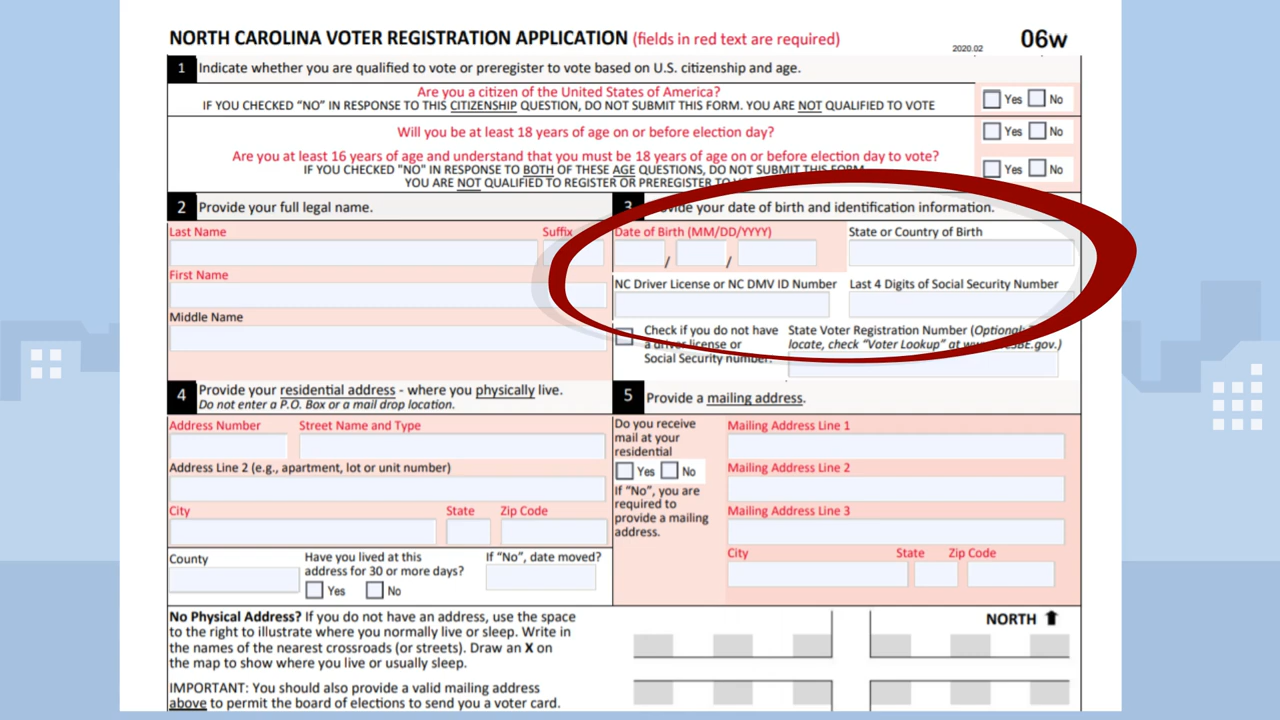 NORTH CAROLINA VOTER REGISTRATION APPLICATION (fields in red text are required)
2020.02
06w
1 Indicate whether you are qualified to vote or preregister to vote based on U.S. citizenship and age.
Are you a citizen of the United States of America?
IF YOU CHECKED "NO" IN RESPONSE TO THIS CITIZENSHIP QUESTION, DO NOT SUBMIT THIS FORM. YOU ARE NOT QUALIFIED TO VOTE
Yes No
Will you be at least 18 years of age on or before election day?
Yes No
Are you at least 16 years of age and understand that you must be 18 years of age on or before election day to vote?
IF YOU CHECKED "NO" IN RESPONSE TO BOTH OF THESE AGE QUESTIONS, DO NOT SUBMIT THIS FORM.
YOU ARE NOT QUALIFIED TO REGISTER OR PREREGISTER TO
Yes No
2 Provide your full legal name.
Last Name
Suffix
First Name
Middle Name
3 your date of birth and identification information.
Date of Birth (MM/DD/YYYY)
State or Country of Birth
/ /
NC Driver License or NC DMV ID Number
Last 4 Digits of Social Security Number
Check if you do not have
a driver license or
Social Security number.
State Voter Registration Number (Optional:
locate, check "Voter Lookup" at .gov.)
4 Provide your residential address - where you physically live.
Do not enter a P.O. Box or a mail drop location.
Address Number
Street Name and Type
Address Line 2 (e.g., apartment, lot or unit number)
City
State
Zip Code
County
Have you lived at this
address for 30 or more days?
Yes No
If "No", date moved?
5 Provide a mailing address.
Do you receive
mail at your
residential
Yes No
If "No", you are
required to
provide a mailing
address.
Mailing Address Line 1
Mailing Address Line 2
Mailing Address Line 3
City
State
Zip Code
No Physical Address? If you do not have an address, use the space
to the right to illustrate where you normally live or sleep. Write in
the names of the nearest crossroads (or streets). Draw an X on
the map to show where you live or usually sleep.
IMPORTANT: You should also provide a valid mailing address
above to permit the board of elections to send you a voter card.
NORTH